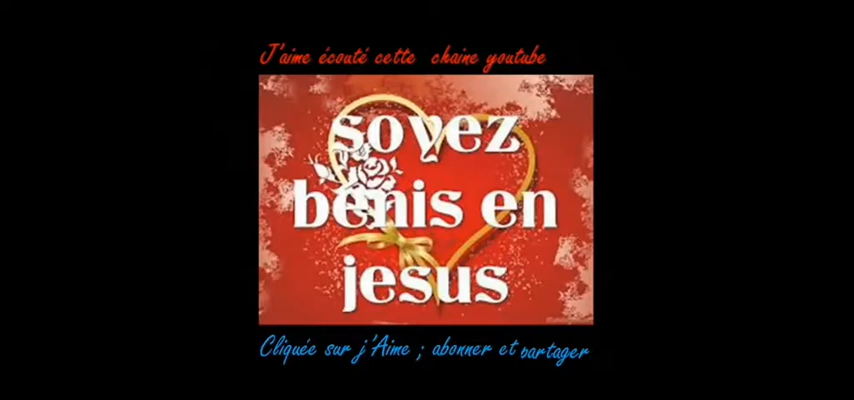 J'aime écouté cette chaine youtube
soyez
benis en
jesus
Cliquée sur j'Aime ; abonner et partager